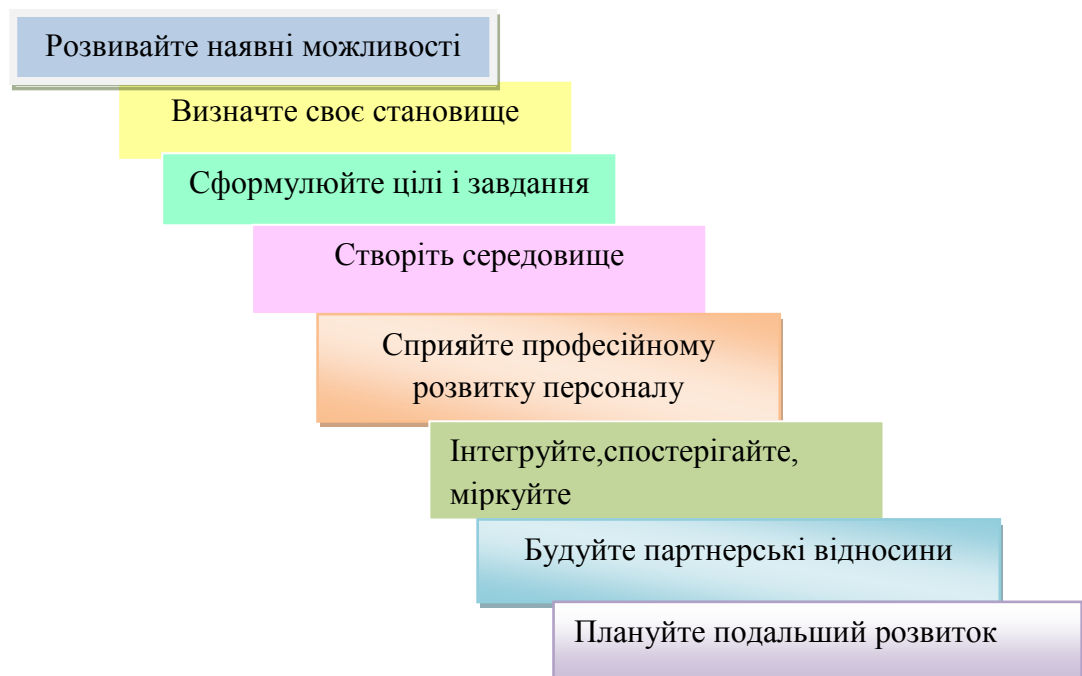 Розвивайте наявні можливості
Визначте своє становище
Сформулюйте цілі і завдання
Створіть середовище
Сприяйте професійному
розвитку персоналу
Інтегруйте,спостерігайте,
міркуйте
Будуйте партнерські відносини
Плануйте подальший розвиток